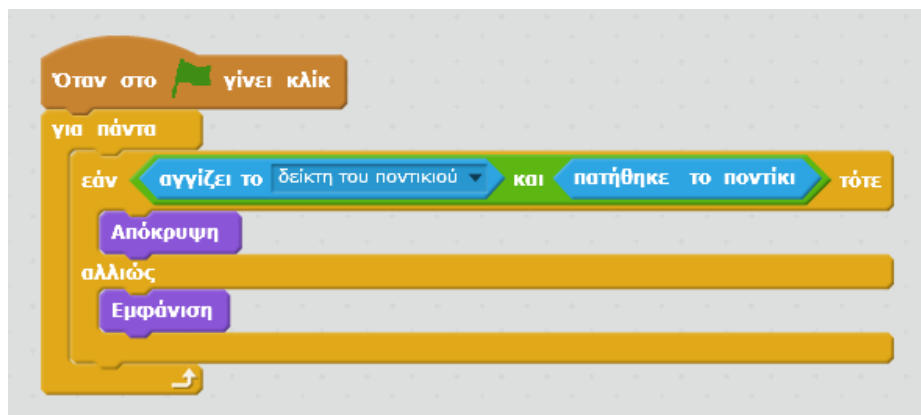 Όταν στο γίνει κλίκ
για πάντα
εάν αγγίζει το δείκτη του ποντικιού και πατήθηκε το ποντίκι τότε
Απόκρυψη
αλλιώς
Εμφάνιση